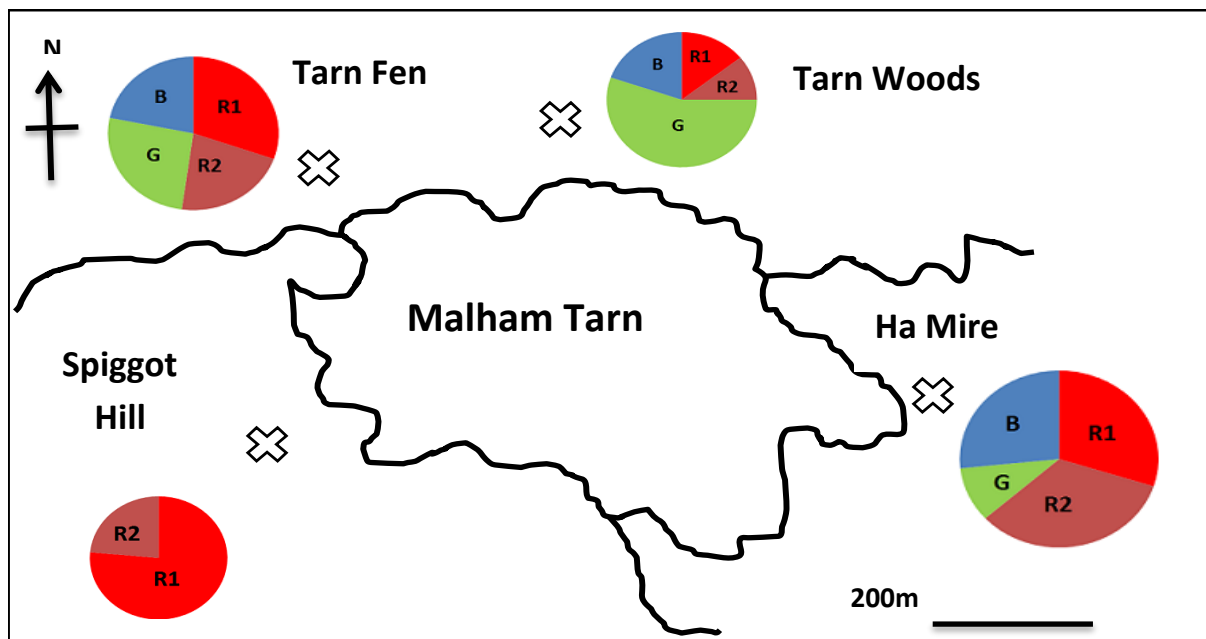 N
Tarn Fen
B
R1
G
R2
B
R1
R2
G
Tarn Woods
Malham Tarn
Ha Mire
Spiggot
Hill
B
R1
G
R2
R2
R1
200m